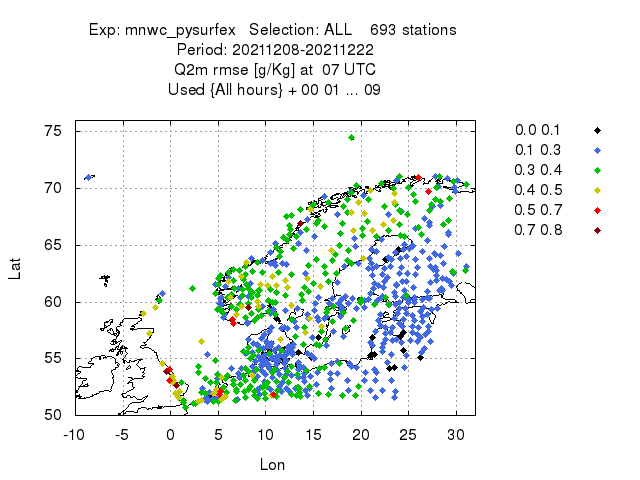 Exp: mnwc_pysurfex   Selection: ALL    693 stations
Period: 20211208-20211222
Q2m rmse [g/Kg] at  07 UTC
Used {All hours} + 00 01 ... 09
0.0 0.1
0.1 0.3
0.3 0.4
0.4 0.5
0.5 0.7
0.7 0.8
75
70
65
60
55
50
Lat
-10 -5 0 5 10 15 20 25 30
Lon